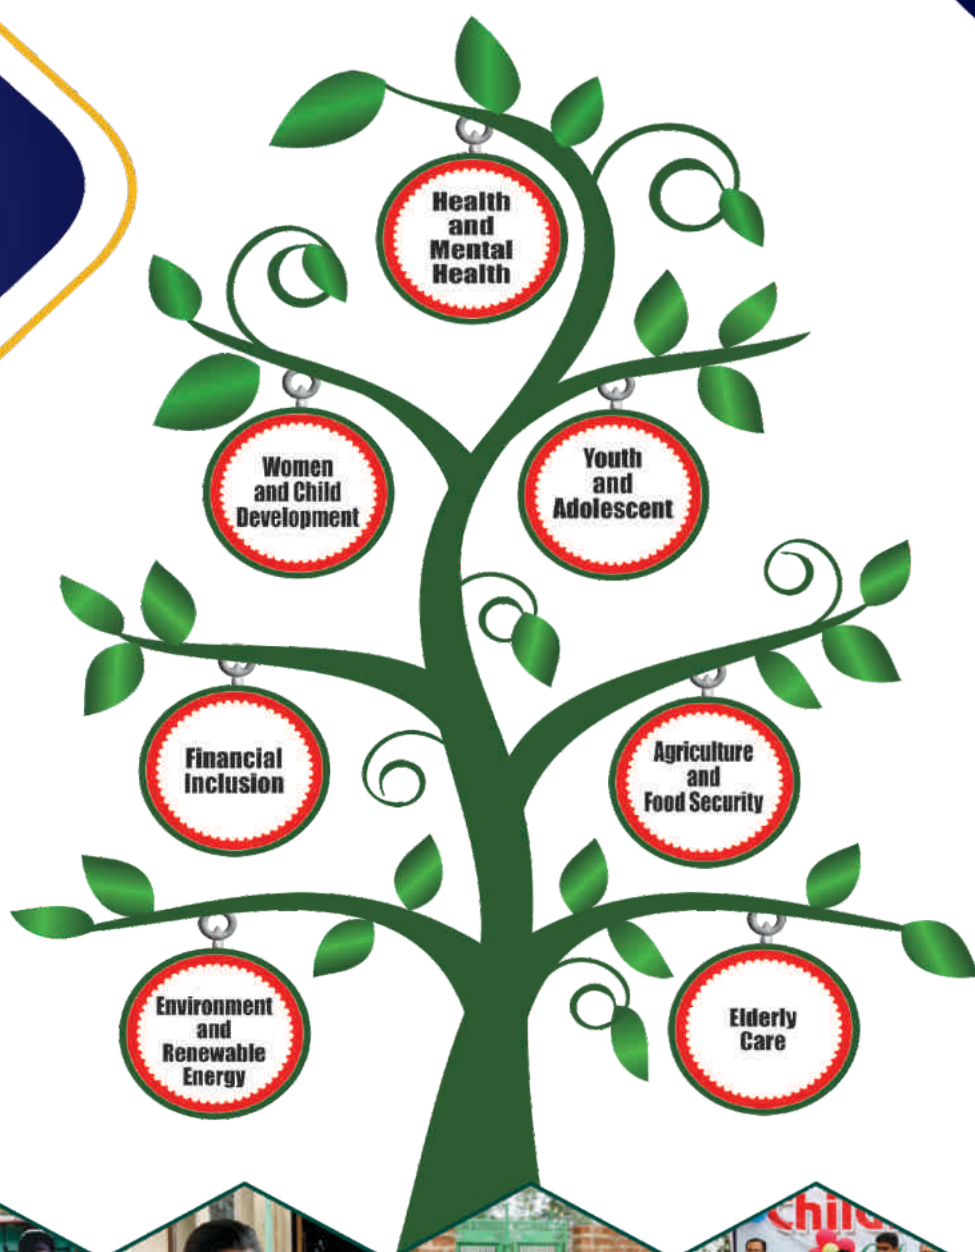 Health
and
Mental
Health
Women
and Child
Development
Youth
and
Adolescent
Financial
Inclusion
Agriculture
and
Food Security
Environment
and
Renewable
Energy
Elderly
Care